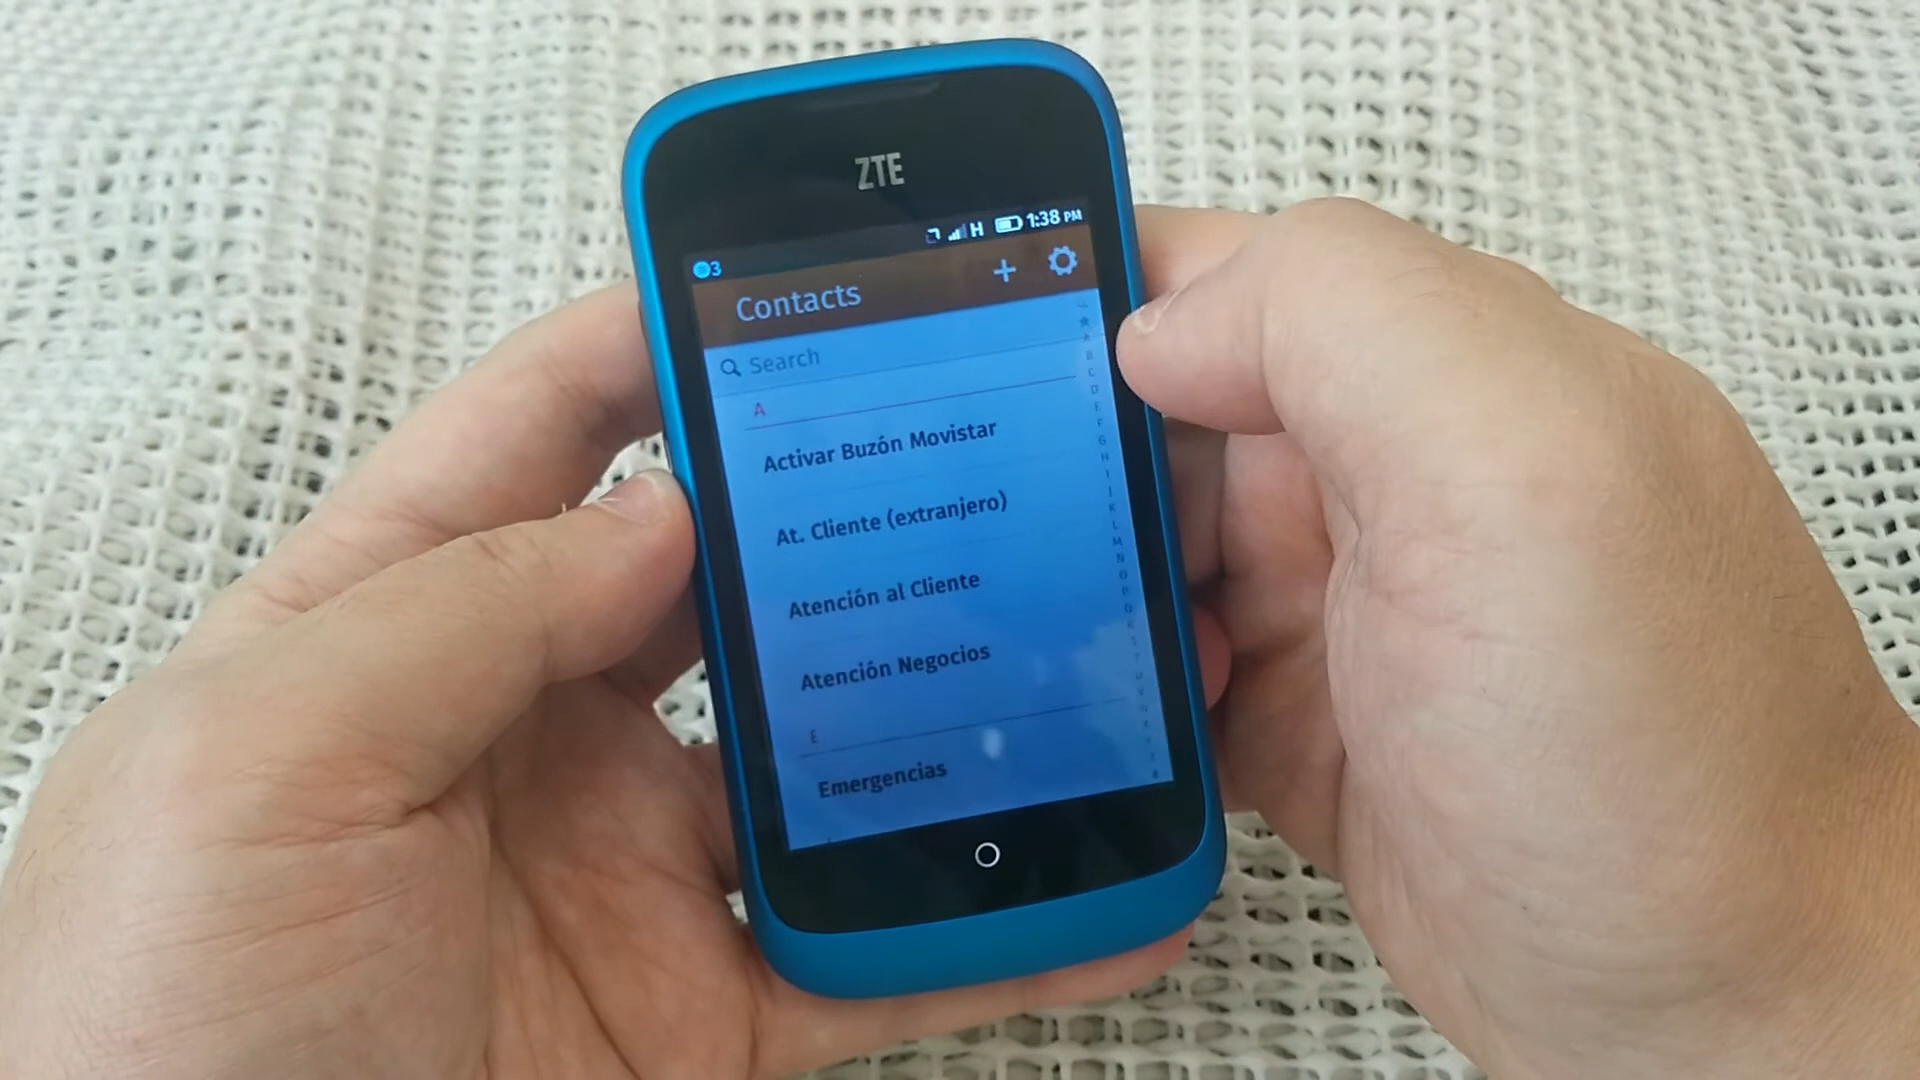 ZTE
H 1:38 PM
3
Contacts
Search
A
Activar Buzón Movistar
At. Cliente (extranjero)
Atención al Cliente
Atención Negocios
E
Emergencias
A
B
C
D
E
F
G
H
I
J
K
L
M
N
O
P
Q
R
S
T
U
V